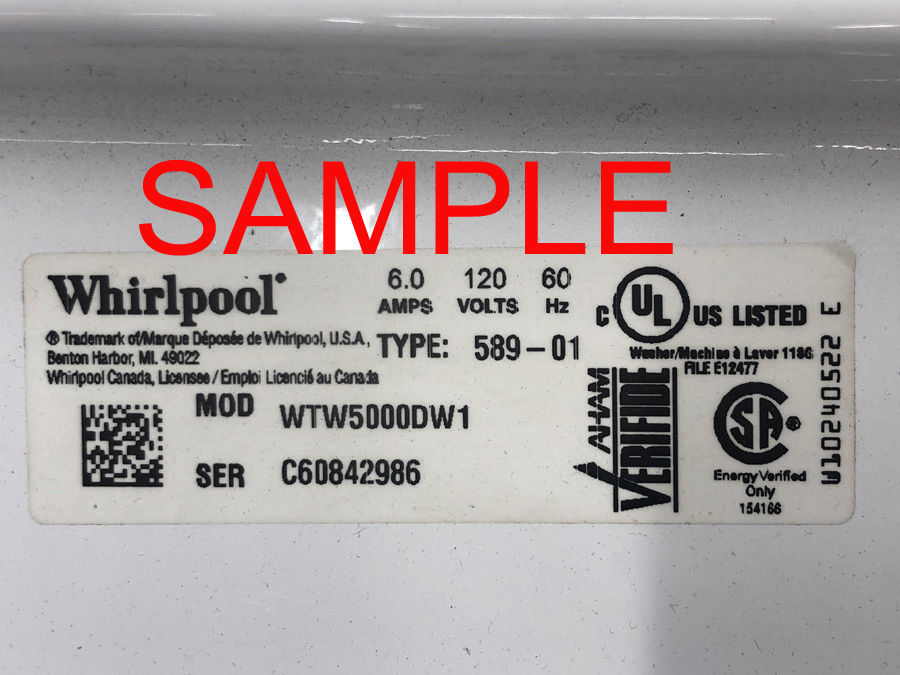 SAMPLE
Whirlpool®
6.0 120 60
AMPS VOLTS Hz
® Trademark of/Marque Déposée de Whirlpool, U.S.A.,
Benton Harbor, MI. 49022
Whirlpool Canada, Licensee / Emploi Licencié au Canada
TYPE: 589-01
C UL US LISTED
Washer/Machine à Laver 1186
FILE E12477
MOD WTW5000DW1
SER C60842986
AHAM
VERIFIDE
SA®
Energy Verified
Only
154166
W10240522 E